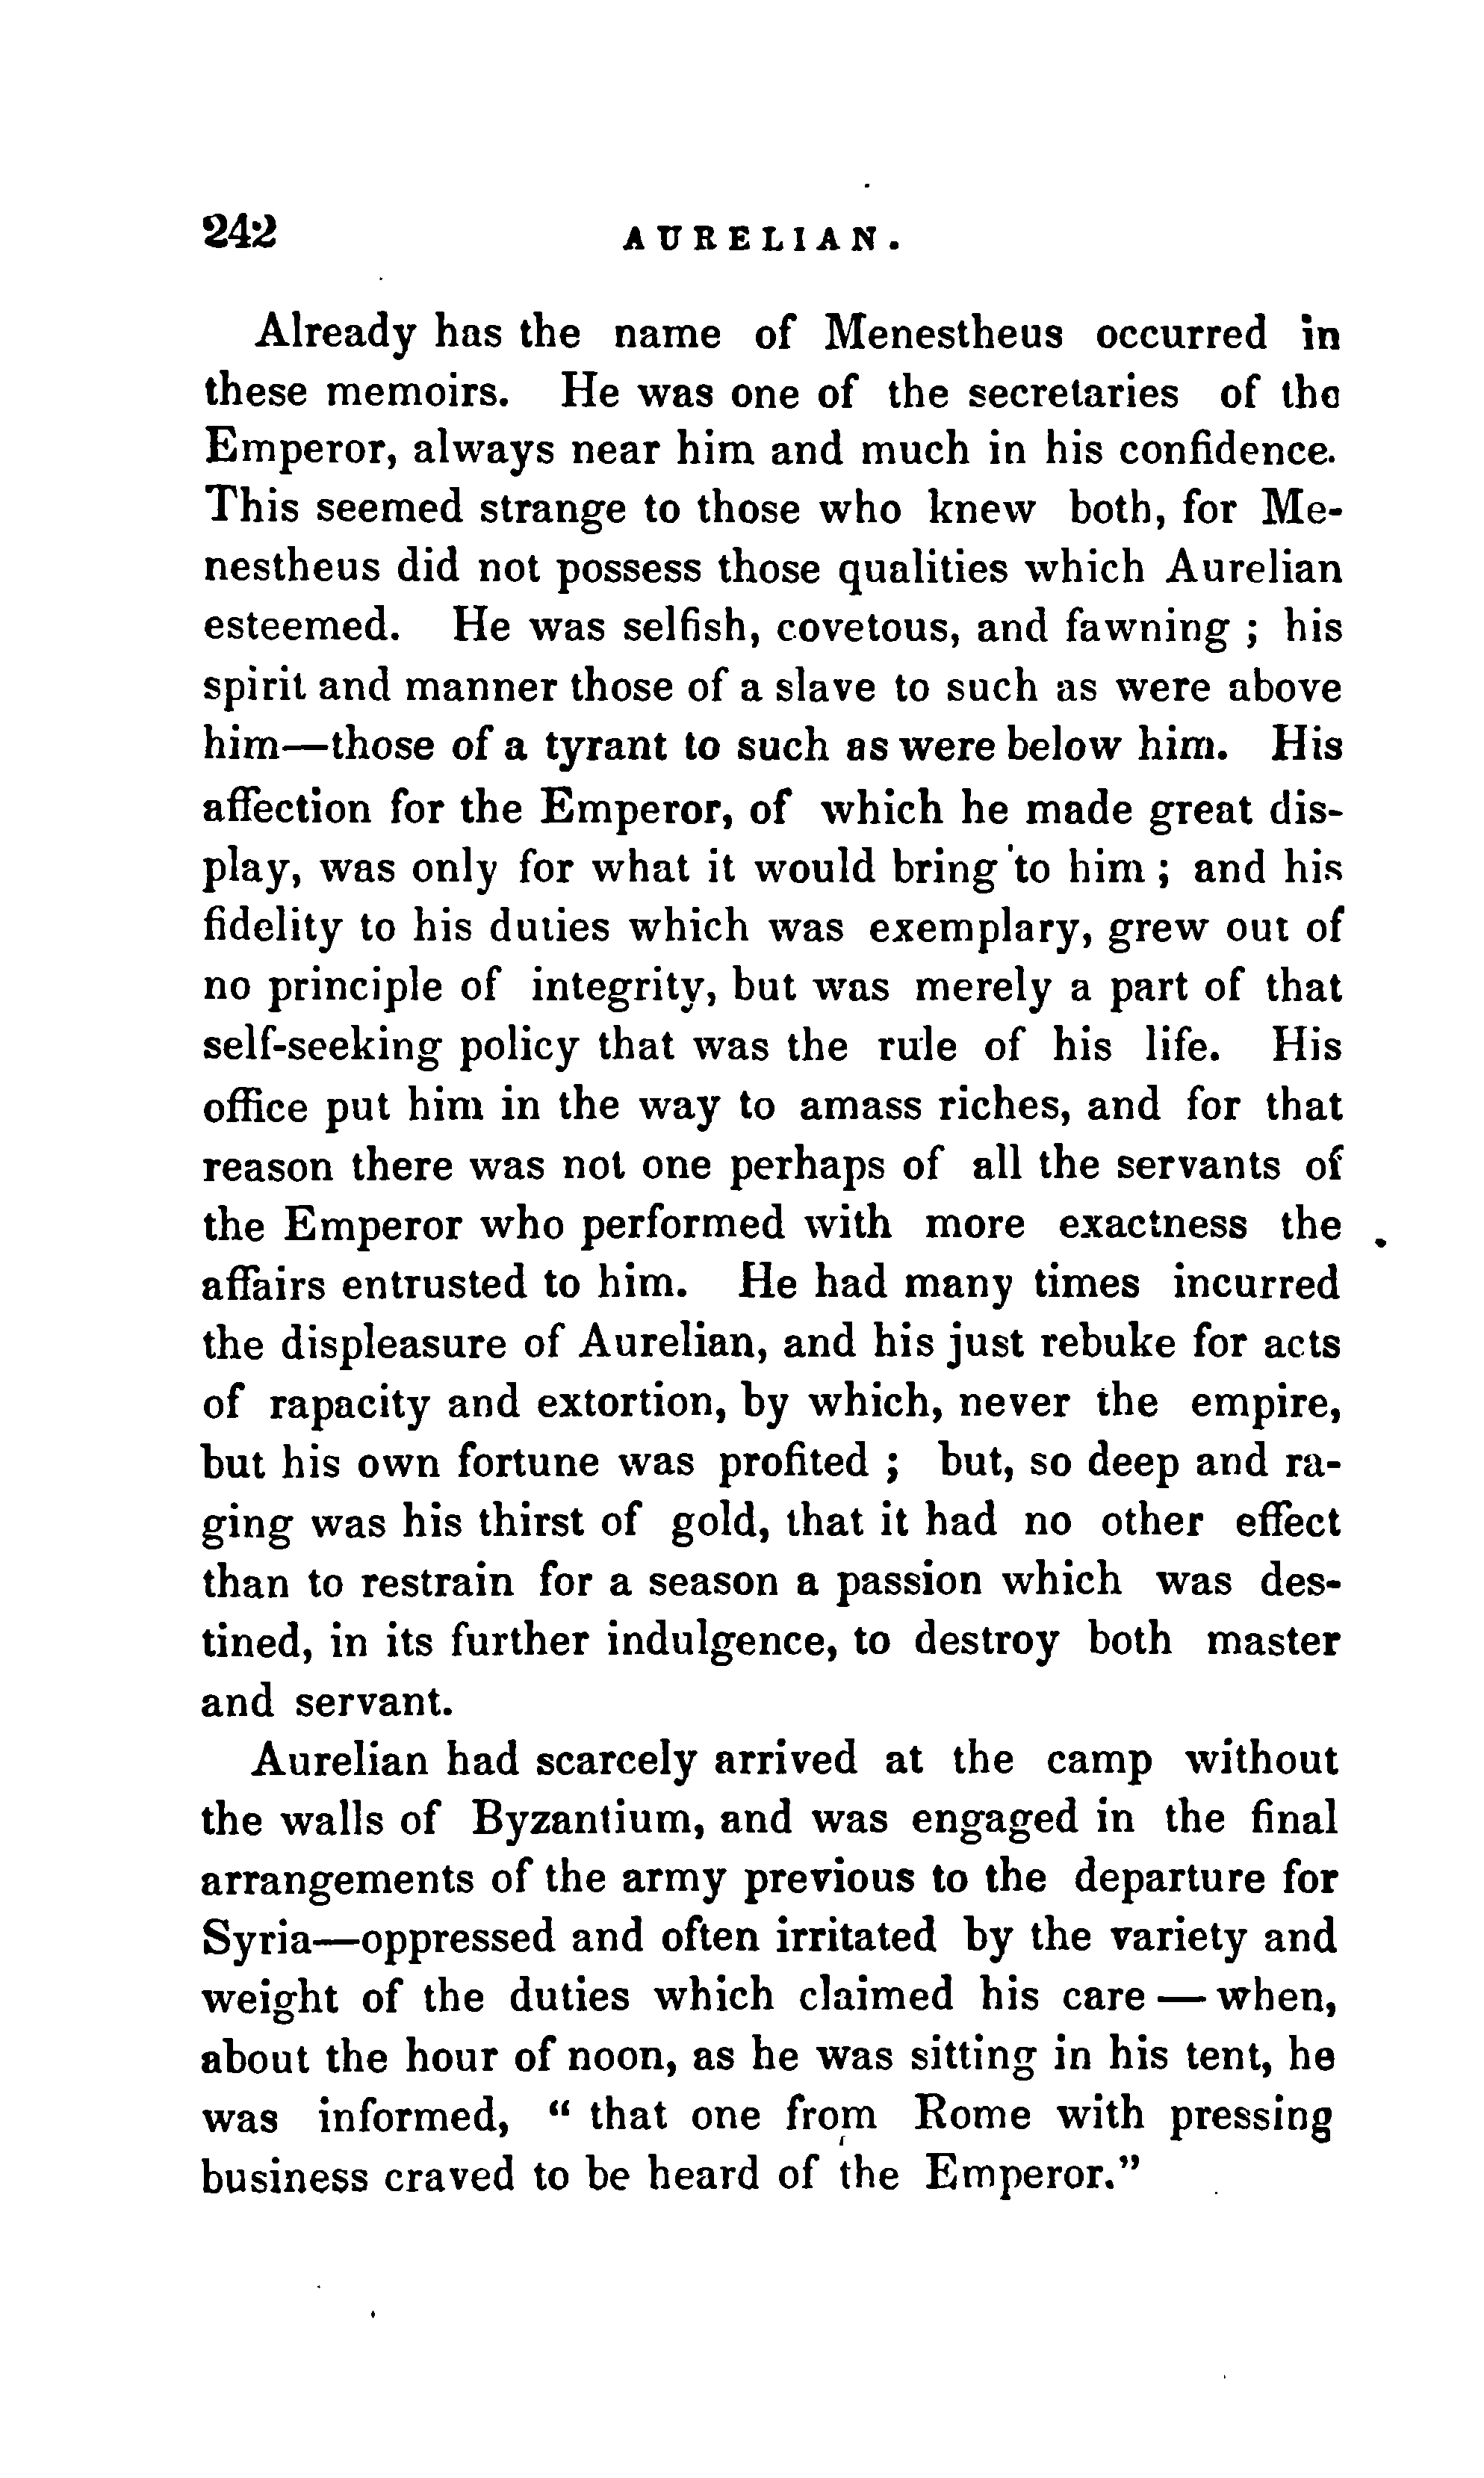 242 AURELIAN.
Already has the name of Menestheus occurred in
these memoirs. He was one of the secretaries of the
Emperor, always near him and much in his confidence.
This seemed strange to those who knew both, for Me-
nestheus did not possess those qualities which Aurelian
esteemed. He was selfish, covetous, and fawning ; his
spirit and manner those of a slave to such as were above
him—those of a tyrant to such as were below him. His
affection for the Emperor, of which he made great dis-
play, was only for what it would bring to him ; and his
fidelity to his duties which was exemplary, grew out of
no principle of integrity, but was merely a part of that
self-seeking policy that was the rule of his life. His
office put him in the way to amass riches, and for that
reason there was not one perhaps of all the servants of
the Emperor who performed with more exactness the
affairs entrusted to him. He had many times incurred
the displeasure of Aurelian, and his just rebuke for acts
of rapacity and extortion, by which, never the empire,
but his own fortune was profited ; but, so deep and ra-
ging was his thirst of gold, that it had no other effect
than to restrain for a season a passion which was des-
tined, in its further indulgence, to destroy both master
and servant.
Aurelian had scarcely arrived at the camp without
the walls of Byzantium, and was engaged in the final
arrangements of the army previous to the departure for
Syria—oppressed and often irritated by the variety and
weight of the duties which claimed his care — when,
about the hour of noon, as he was sitting in his tent, he
was informed, “ that one from Rome with pressing
business craved to be heard of the Emperor.”